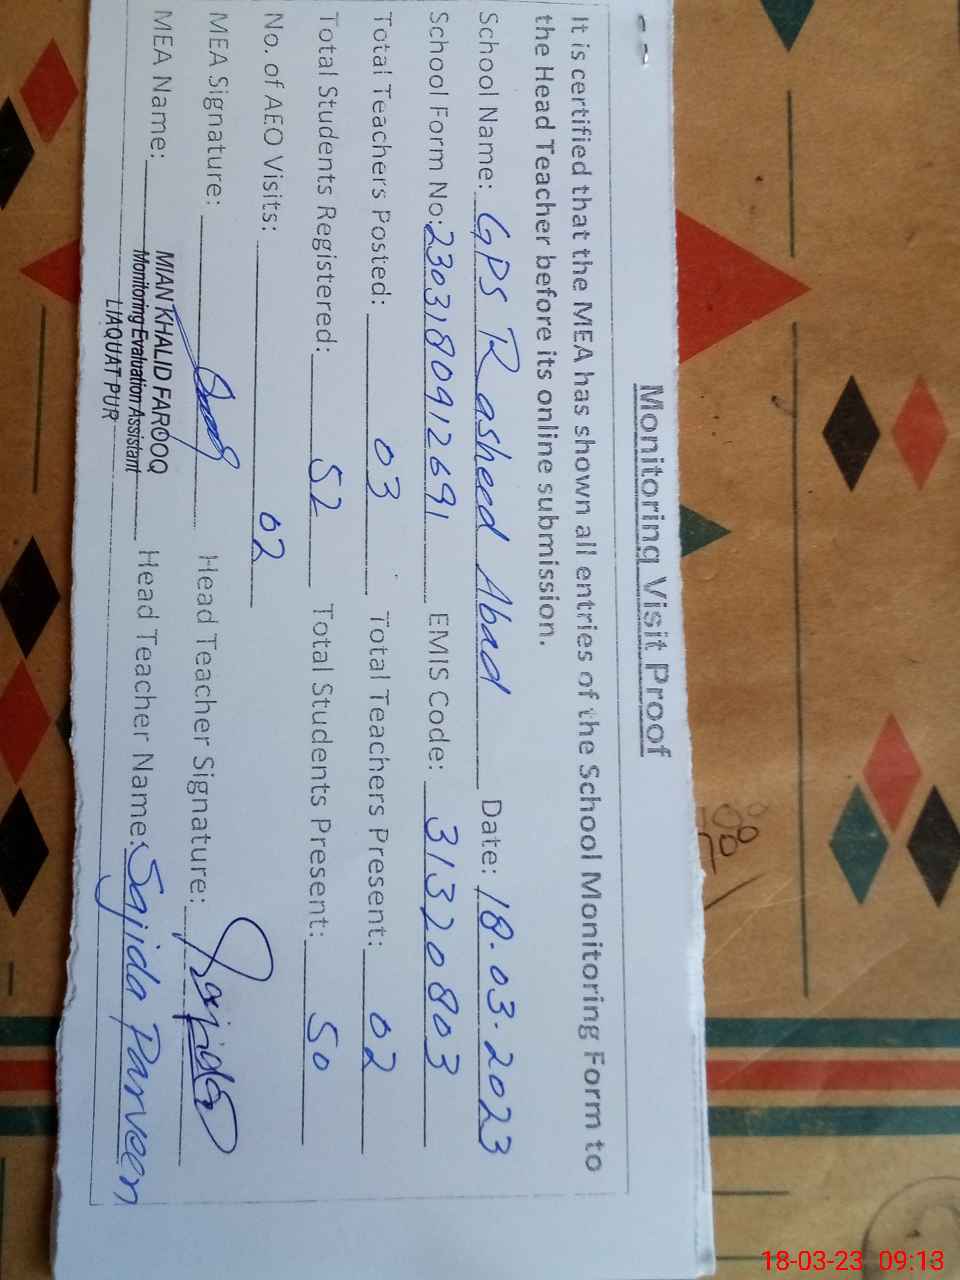 Monitoring Visit Proof
It is certified that the MEA has shown all entries of the School Monitoring Form to
the Head Teacher before its online submission.
School Name: GPS Rasheed Abad Date: 18.03.2023
School Form No: 2303180912691 EMIS Code: 31320803
Total Teachers Posted: 03 Total Teachers Present: 02
Total Students Registered: 52 Total Students Present: 50
No. of AEO Visits: 02
MEA Signature: Head Teacher Signature: Sajida
MEA Name: MIAN KHALID FAROOQ Head Teacher Name: Sajida Parveen
Monitoring Evaluation Assistant
LIAQUAT PUR
18-03-23 09:13